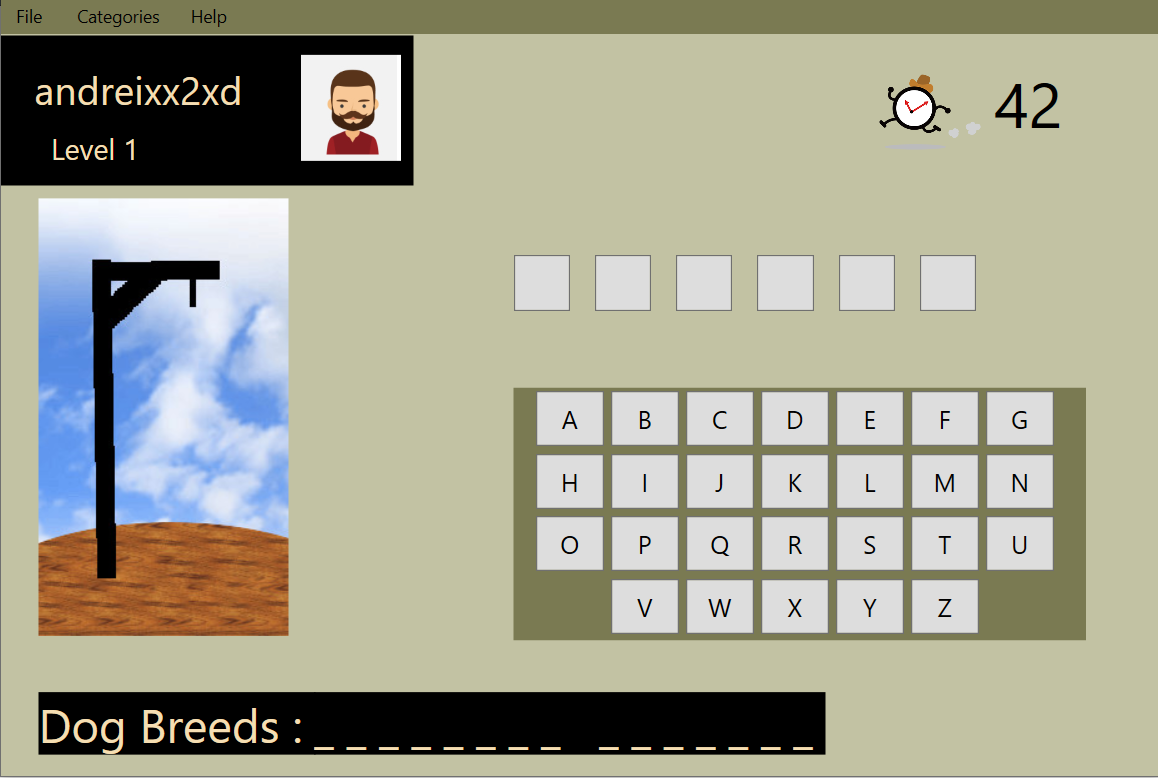 File Categories Help
andreixx2xd
Level 1
42
A B C D E F G
H I J K L M N
O P Q R S T U
V W X Y Z
Dog Breeds : _ _ _ _ _ _ _ _   _ _ _ _ _ _ _